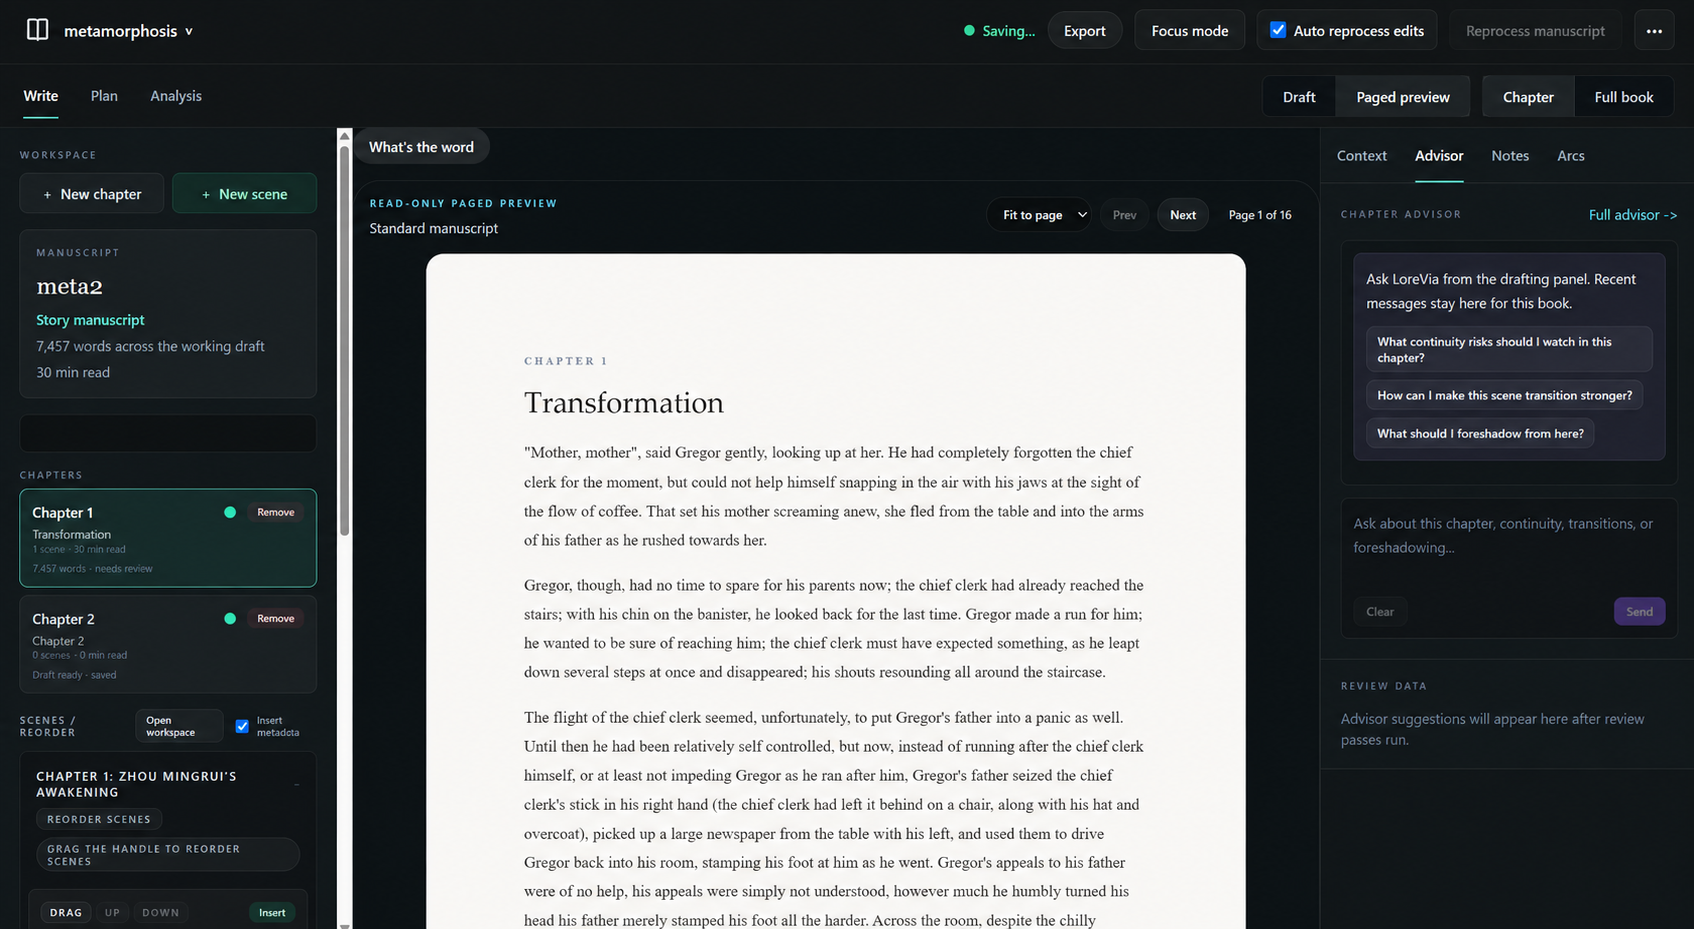 metamorphosis
Saving...
Export
Focus mode
Auto reprocess edits
Reprocess manuscript
...
Write
Plan
Analysis
Draft
Paged preview
Chapter
Full book
WORKSPACE
+ New chapter
+ New scene
MANUSCRIPT
meta2
Story manuscript
7,457 words across the working draft
30 min read
CHAPTERS
Chapter 1
Remove
Transformation
1 scene · 30 min read
7,457 words · needs review
Chapter 2
Remove
Chapter 2
0 scenes · 0 min read
Draft ready · saved
SCENES /
REORDER
Open
workspace
Insert
metadata
CHAPTER 1: ZHOU MINGRUI'S
AWAKENING
REORDER SCENES
GRAG THE HANDLE TO REORDER
SCENES
DRAG
UP
DOWN
Insert
What's the word
READ-ONLY PAGED PREVIEW
Standard manuscript
Fit to page
Prev
Next
Page 1 of 16
CHAPTER 1
Transformation
"Mother, mother", said Gregor gently, looking up at her. He had completely forgotten the chief
clerk for the moment, but could not help himself snapping in the air with his jaws at the sight of
the flow of coffee. That set his mother screaming anew, she fled from the table and into the arms
of his father as he rushed towards her.
Gregor, though, had no time to spare for his parents now; the chief clerk had already reached the
stairs; with his chin on the banister, he looked back for the last time. Gregor made a run for him;
he wanted to be sure of reaching him; the chief clerk must have expected something, as he leapt
down several steps at once and disappeared; his shouts resounding all around the staircase.
The flight of the chief clerk seemed, unfortunately, to put Gregor's father into a panic as well.
Until then he had been relatively self controlled, but now, instead of running after the chief clerk
himself, or at least not impeding Gregor as he ran after him, Gregor's father seized the chief
clerk's stick in his right hand (the chief clerk had left it behind on a chair, along with his hat and
overcoat), picked up a large newspaper from the table with his left, and used them to drive
Gregor back into his room, stamping his foot at him as he went. Gregor's appeals to his father
were of no help, his appeals were simply not understood, however much he humbly turned his
head his father merely stamped his foot all the harder. Across the room, despite the chilly
Context
Advisor
Notes
Arcs
CHAPTER ADVISOR
Full advisor ->
Ask LoreVia from the drafting panel. Recent
messages stay here for this book.
What continuity risks should I watch in this
chapter?
How can I make this scene transition stronger?
What should I foreshadow from here?
Ask about this chapter, continuity, transitions, or
foreshadowing...
Clear
Send
REVIEW DATA
Advisor suggestions will appear here after review
passes run.